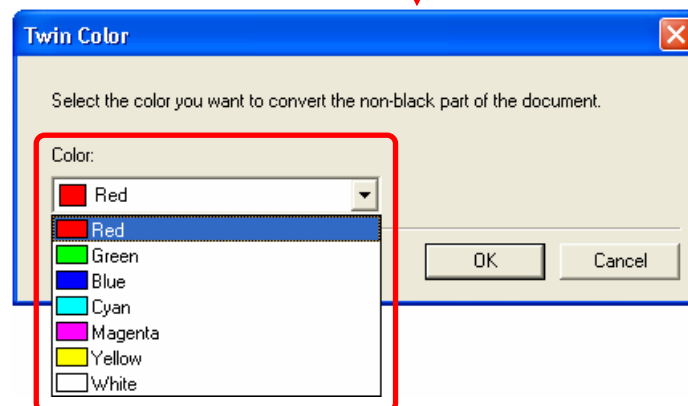 Twin Color
Select the color you want to convert the non-black part of the document.
Color:
Red
Red
Green
Blue
Cyan
Magenta
Yellow
White
OK
Cancel